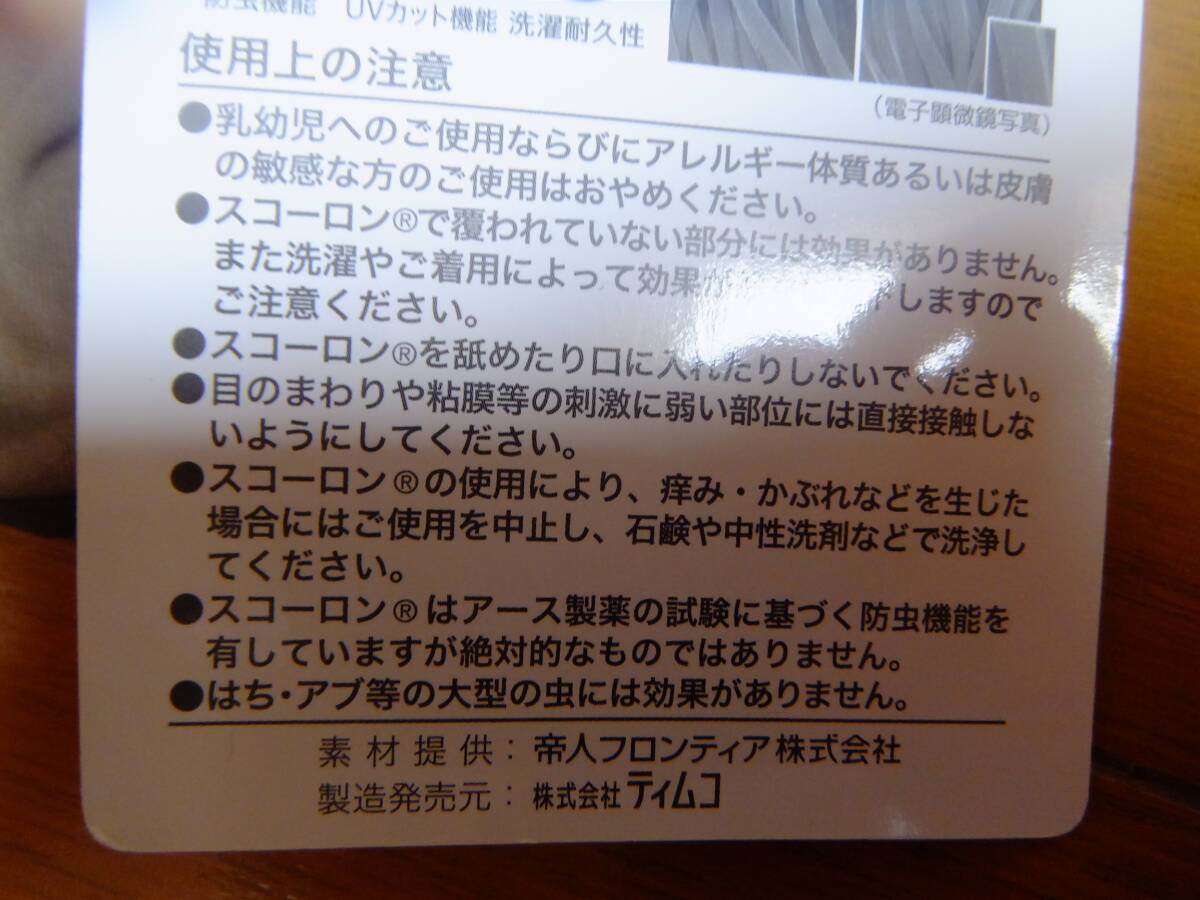 防虫機能 UVカット機能 洗濯耐久性
使用上の注意
(電子顕微鏡写真)
●乳幼児へのご使用ならびにアレルギー体質あるいは皮膚
の敏感な方のご使用はおやめください。
●スコーロン®で覆われていない部分には効果がありません。
また洗濯やご着用によって効果が 下しますので
ご注意ください。
●スコーロン®を舐めたり口に入れたりしないでください。
●目のまわりや粘膜等の刺激に弱い部位には直接接触しな
いようにしてください。
●スコーロン®の使用により、痒み・かぶれなどを生じた
場合にはご使用を中止し、石鹸や中性洗剤などで洗浄し
てください。
●スコーロン®はアース製薬の試験に基づく防虫機能を
有していますが絶対的なものではありません。
●はち・アブ等の大型の虫には効果がありません。
素材提供：帝人フロンティア株式会社
製造発売元：株式会社ティムコ